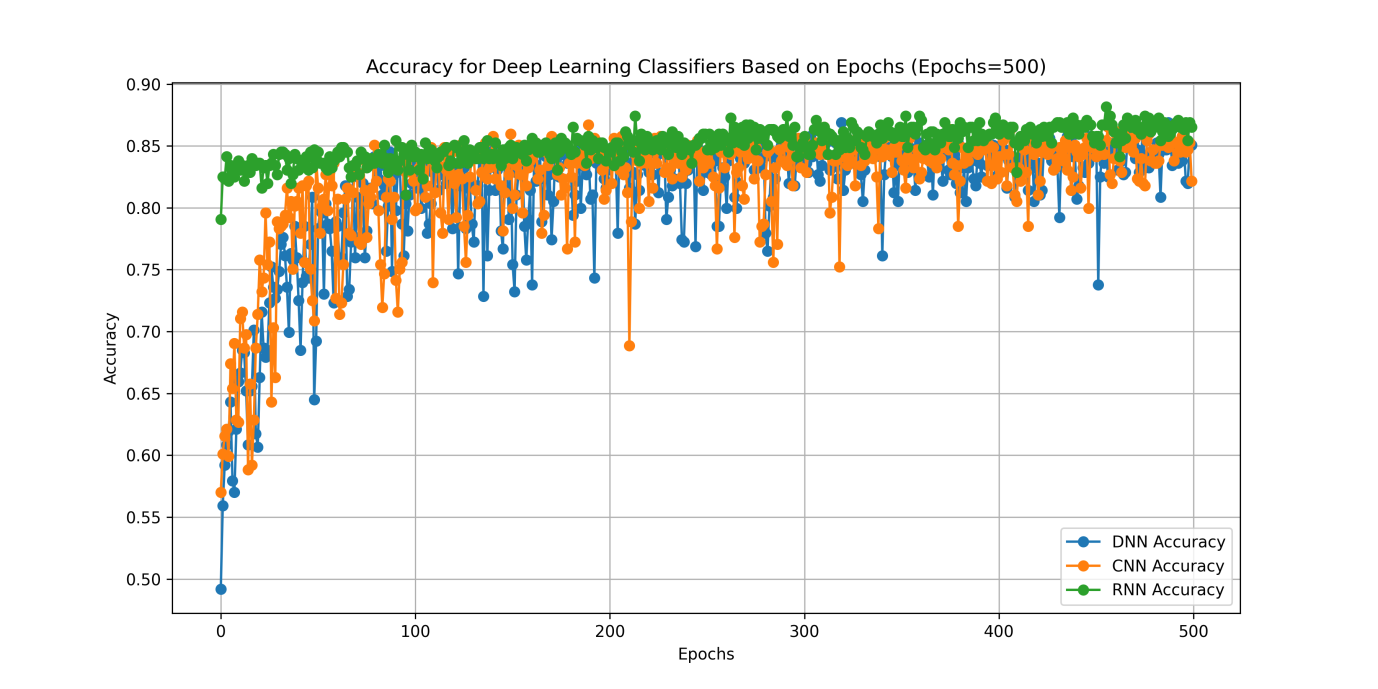 Accuracy for Deep Learning Classifiers Based on Epochs (Epochs=500)
0.90
0.85
0.80
0.75
0.70
0.65
0.60
0.55
0.50
Accuracy
0 100 200 300 400 500
Epochs
DNN Accuracy
CNN Accuracy
RNN Accuracy